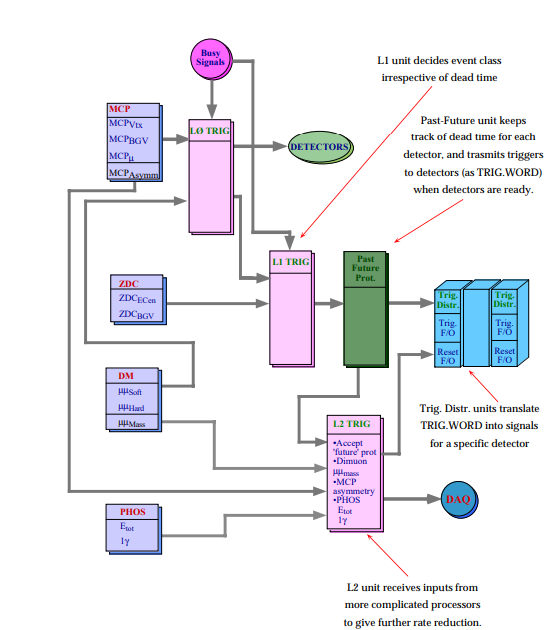 Busy
Signals
L1 unit decides event class
irrespective of dead time
MCP
MCPVtx
MCPBGV
MCPμ
MCPAsymm
LØ TRIG
DETECTORS
Past-Future unit keeps
track of dead time for each
detector, and trasmits triggers
to detectors (as TRIG.WORD)
when detectors are ready.
L1 TRIG
Past
Future
Prot.
ZDC
ZDCECen
ZDCBGV
Trig.
Distr.
Trig.
F/O
Reset
F/O
Trig.
Distr.
Trig.
F/O
Reset
F/O
DM
μμSoft
μμHard
μμMass
Trig. Distr. units translate
TRIG.WORD into signals
for a specific detector
L2 TRIG
•Accept
'future' prot
•Dimuon
μμmass
•MCP
asymmetry
•PHOS
Etot
1γ
DAQ
PHOS
Etot
1γ
L2 unit receives inputs from
more complicated processors
to give further rate reduction.